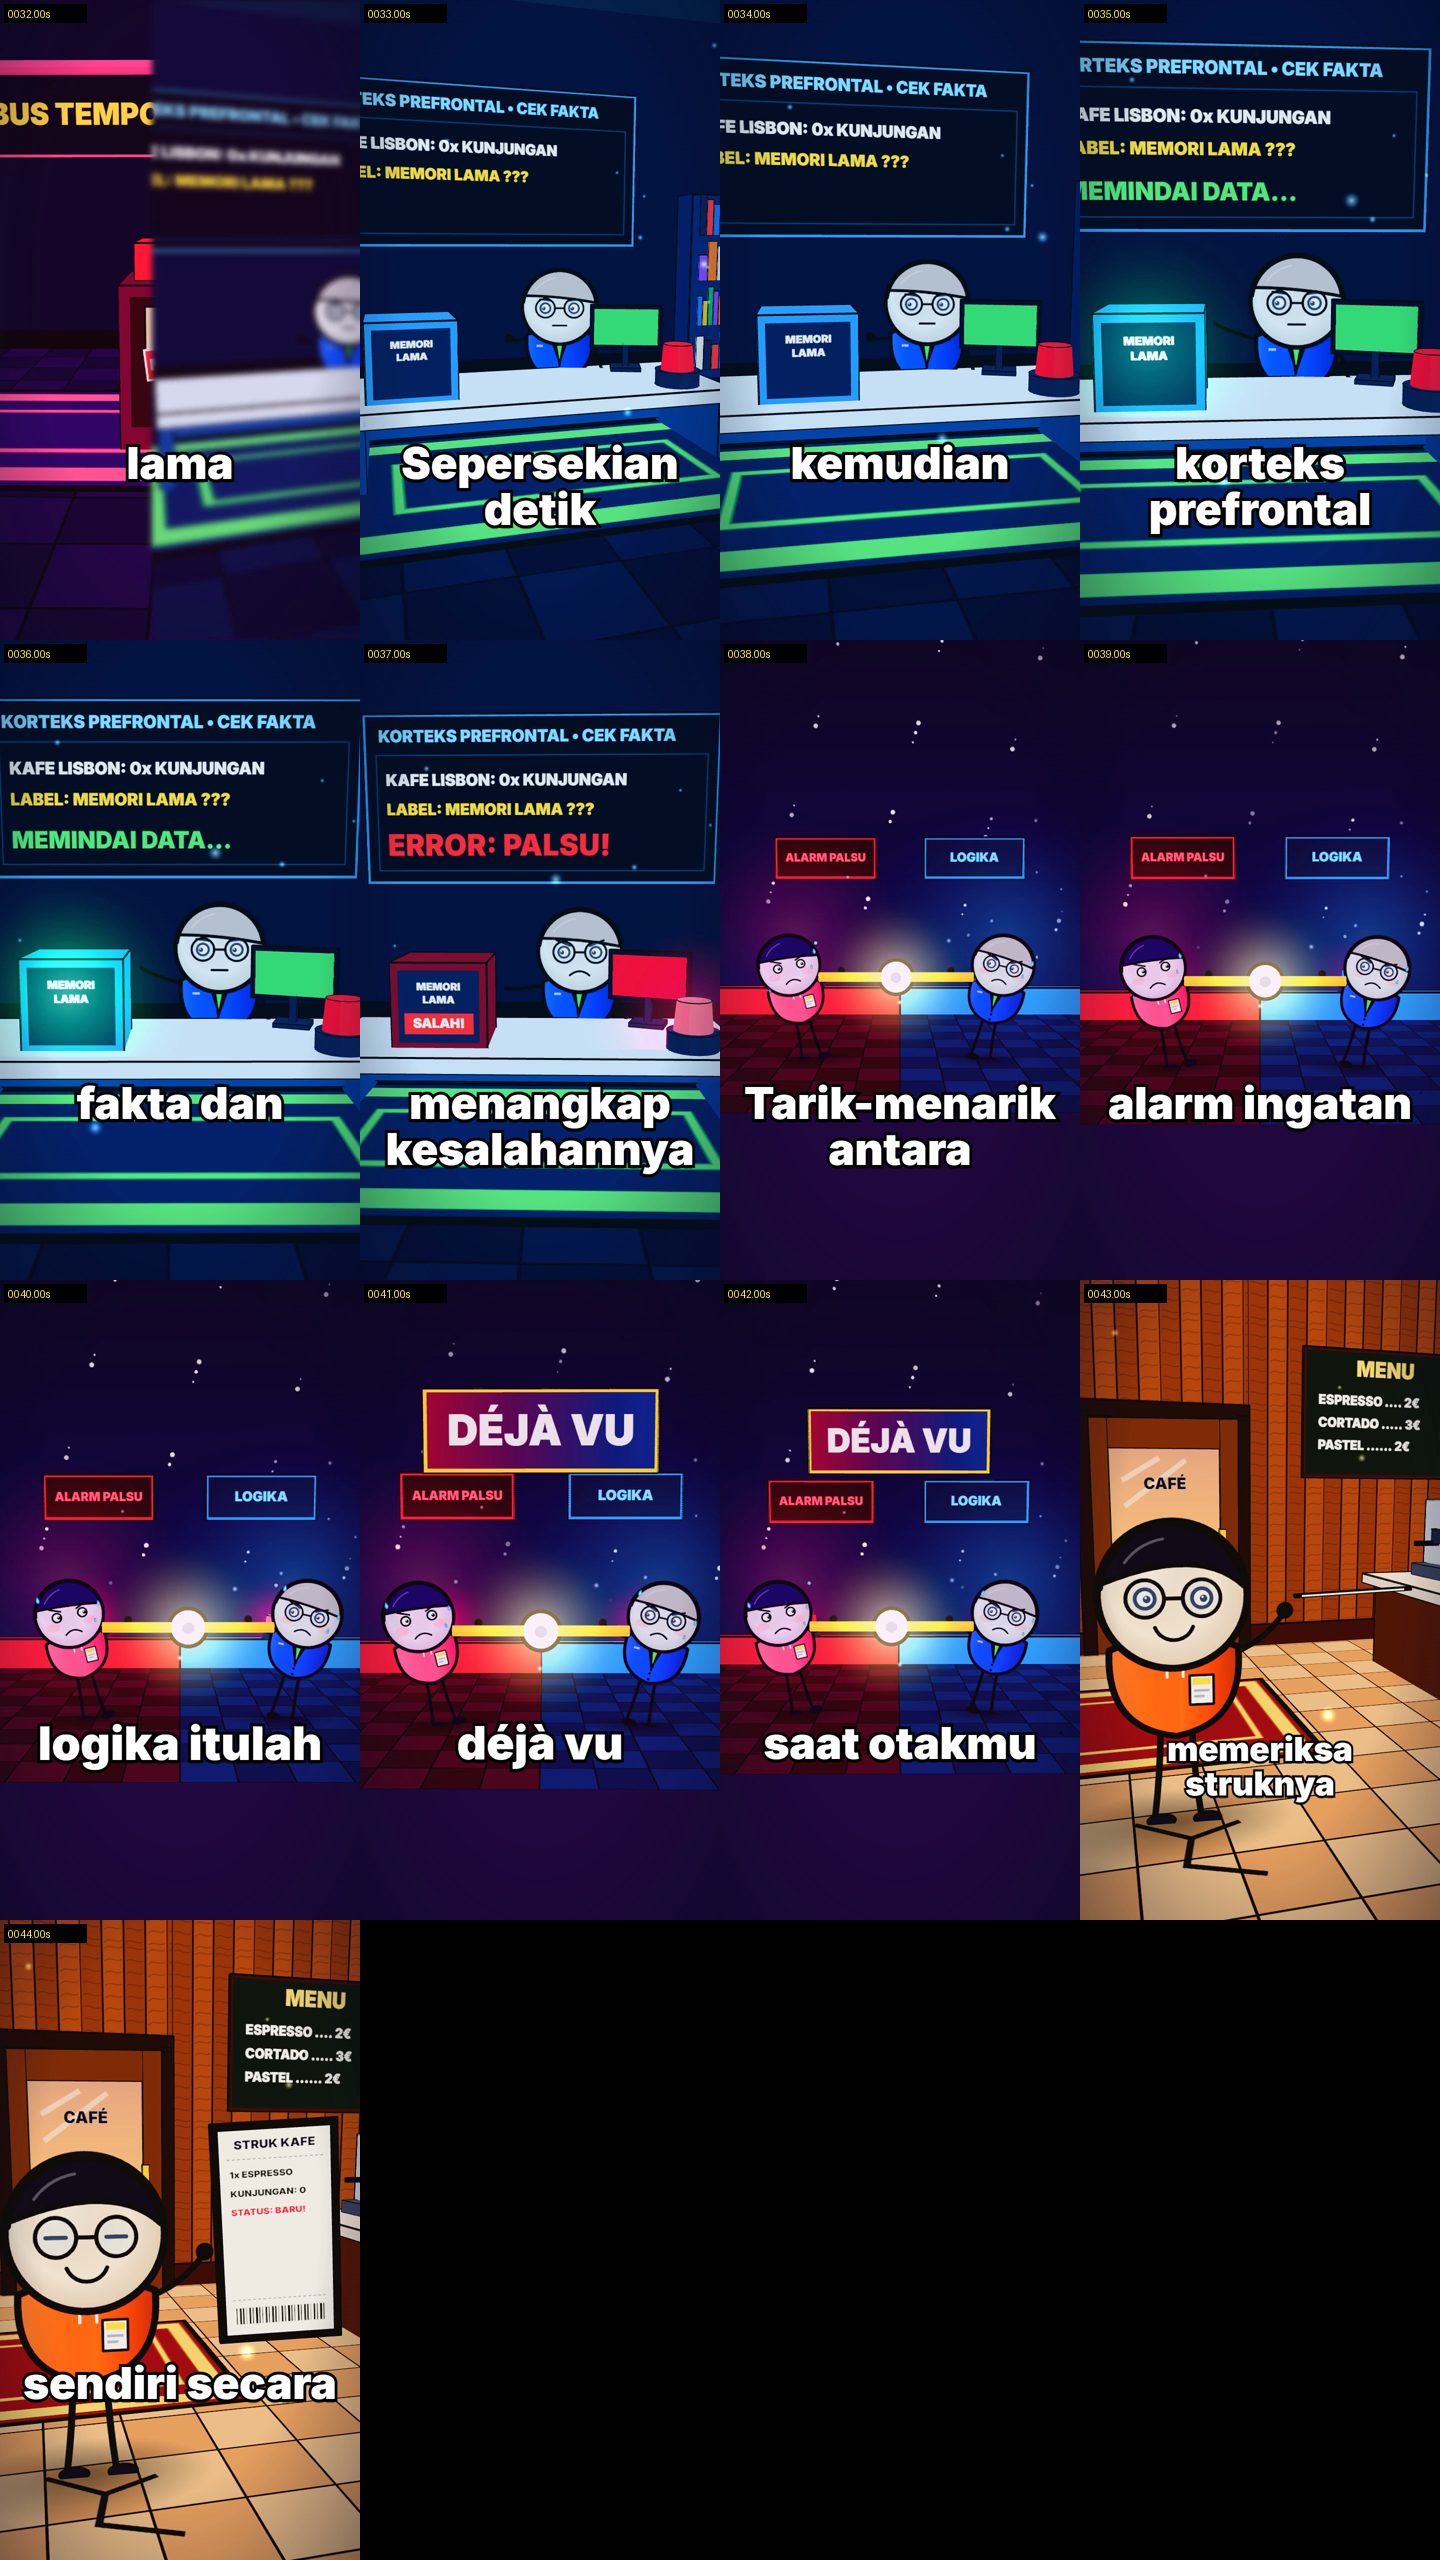 0032.00s
BUS TEMPO
lama
0033.00s
TEKS PREFRONTAL • CEK FAKTA
E LISBON: 0x KUNJUNGAN
EL: MEMORI LAMA ???
MEMORI
LAMA
Sepersekian
detik
0034.00s
TEKS PREFRONTAL • CEK FAKTA
FE LISBON: 0x KUNJUNGAN
BEL: MEMORI LAMA ???
MEMORI
LAMA
kemudian
0035.00s
RTEKS PREFRONTAL • CEK FAKTA
AFE LISBON: 0x KUNJUNGAN
ABEL: MEMORI LAMA ???
MEMINDAI DATA...
MEMORI
LAMA
korteks
prefrontal
0036.00s
KORTEKS PREFRONTAL • CEK FAKTA
KAFE LISBON: 0x KUNJUNGAN
LABEL: MEMORI LAMA ???
MEMINDAI DATA...
MEMORI
LAMA
fakta dan
0037.00s
KORTEKS PREFRONTAL • CEK FAKTA
KAFE LISBON: 0x KUNJUNGAN
LABEL: MEMORI LAMA ???
ERROR: PALSU!
MEMORI
LAMA
SALAH!
menangkap
kesalahannya
0038.00s
ALARM PALSU
LOGIKA
Tarik-menarik
antara
0039.00s
ALARM PALSU
LOGIKA
alarm ingatan
0040.00s
ALARM PALSU
LOGIKA
logika itulah
0041.00s
DÉJÀ VU
ALARM PALSU
LOGIKA
déjà vu
0042.00s
DÉJÀ VU
ALARM PALSU
LOGIKA
saat otakmu
0043.00s
MENU
ESPRESSO .... 2€
CORTADO ..... 3€
PASTEL ...... 2€
CAFÉ
memeriksa
struknya
0044.00s
MENU
ESPRESSO .... 2€
CORTADO ..... 3€
PASTEL ...... 2€
CAFÉ
STRUK KAFE
1x ESPRESSO
KUNJUNGAN: 0
STATUS: BARU!
sendiri secara